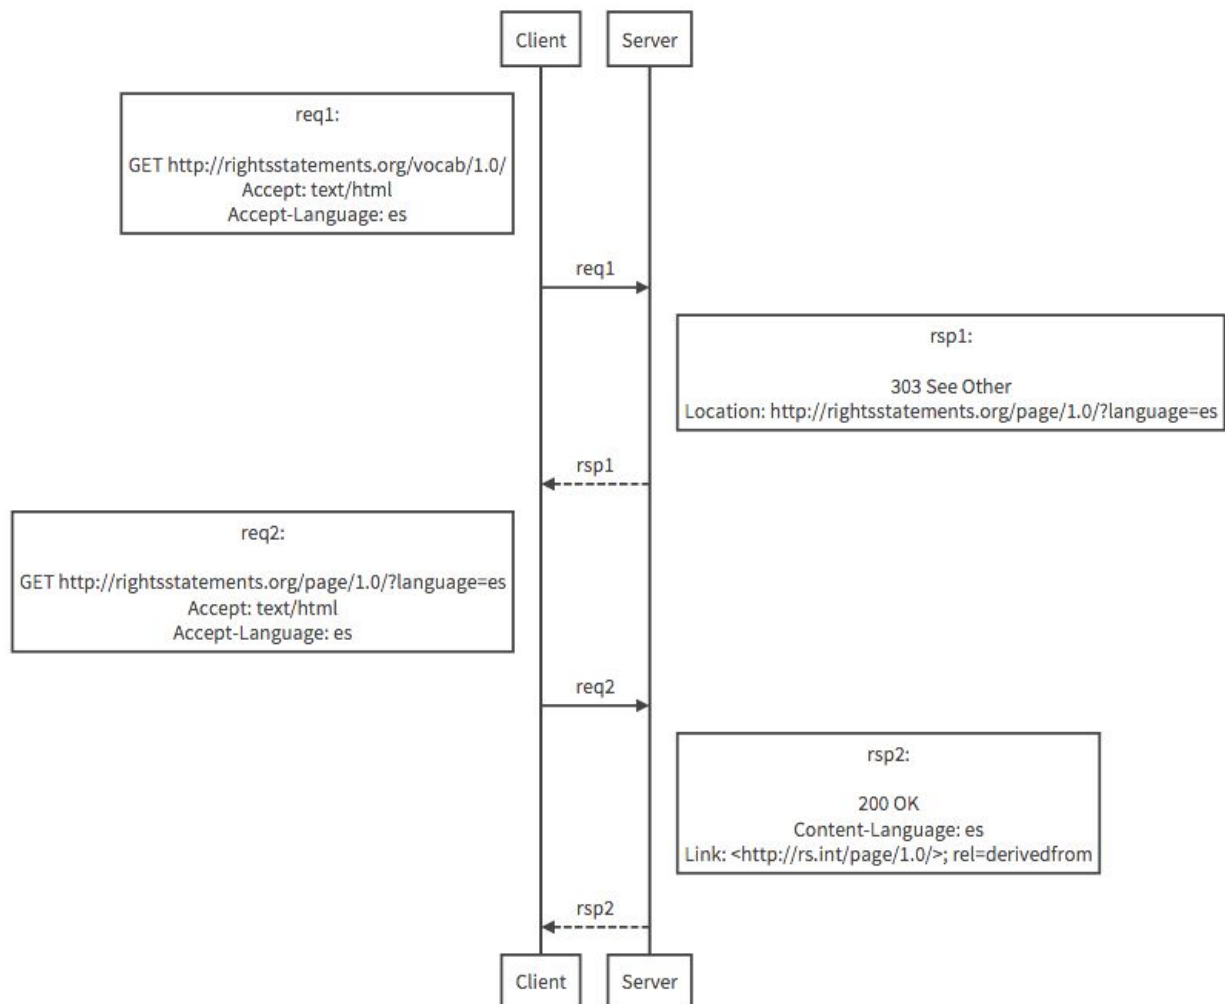 Client
Server
req1:
GET http://rightsstatements.org/vocab/1.0/
Accept: text/html
Accept-Language: es
req1
rsp1:
303 See Other
Location: http://rightsstatements.org/page/1.0/?language=es
rsp1
req2:
GET http://rightsstatements.org/page/1.0/?language=es
Accept: text/html
Accept-Language: es
req2
rsp2:
200 OK
Content-Language: es
Link: <http://rs.int/page/1.0/>; rel=derivedfrom
rsp2
Client
Server